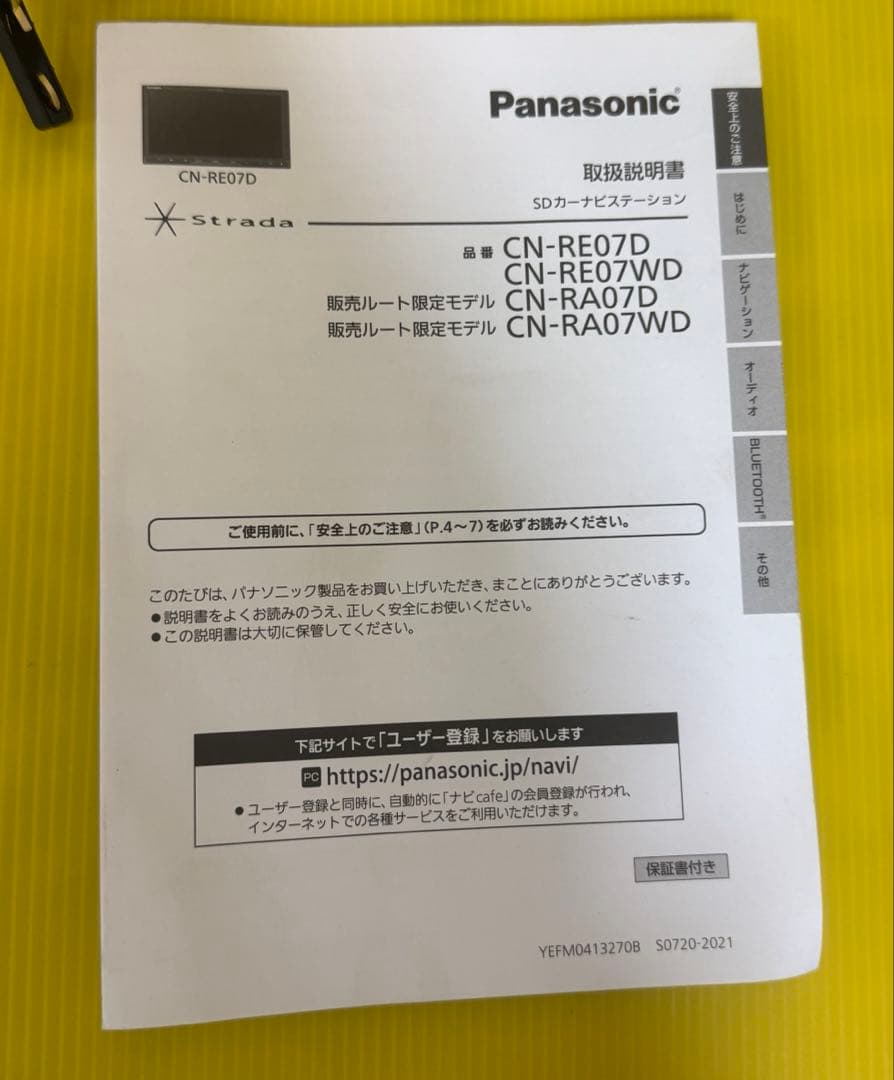 Panasonic®
CN-RE07D
取扱説明書
SDカーナビステーション
Strada
品番 CN-RE07D
CN-RE07WD
販売ルート限定モデル CN-RA07D
販売ルート限定モデル CN-RA07WD
安全上のご注意
はじめに
ナビゲーション
オーディオ
BLUETOOTH®
その他
ご使用前に、「安全上のご注意」(P.4~7)を必ずお読みください。
このたびは、パナソニック製品をお買い上げいただき、まことにありがとうございます。
●説明書をよくお読みのうえ、正しく安全にお使いください。
●この説明書は大切に保管してください。
下記サイトで「ユーザー登録」をお願いします
PC https://panasonic.jp/navi/
●ユーザー登録と同時に、自動的に「ナビcafe」の会員登録が行われ、
インターネットでの各種サービスをご利用いただけます。
保証書付き
YEFM0413270B S0720-2021